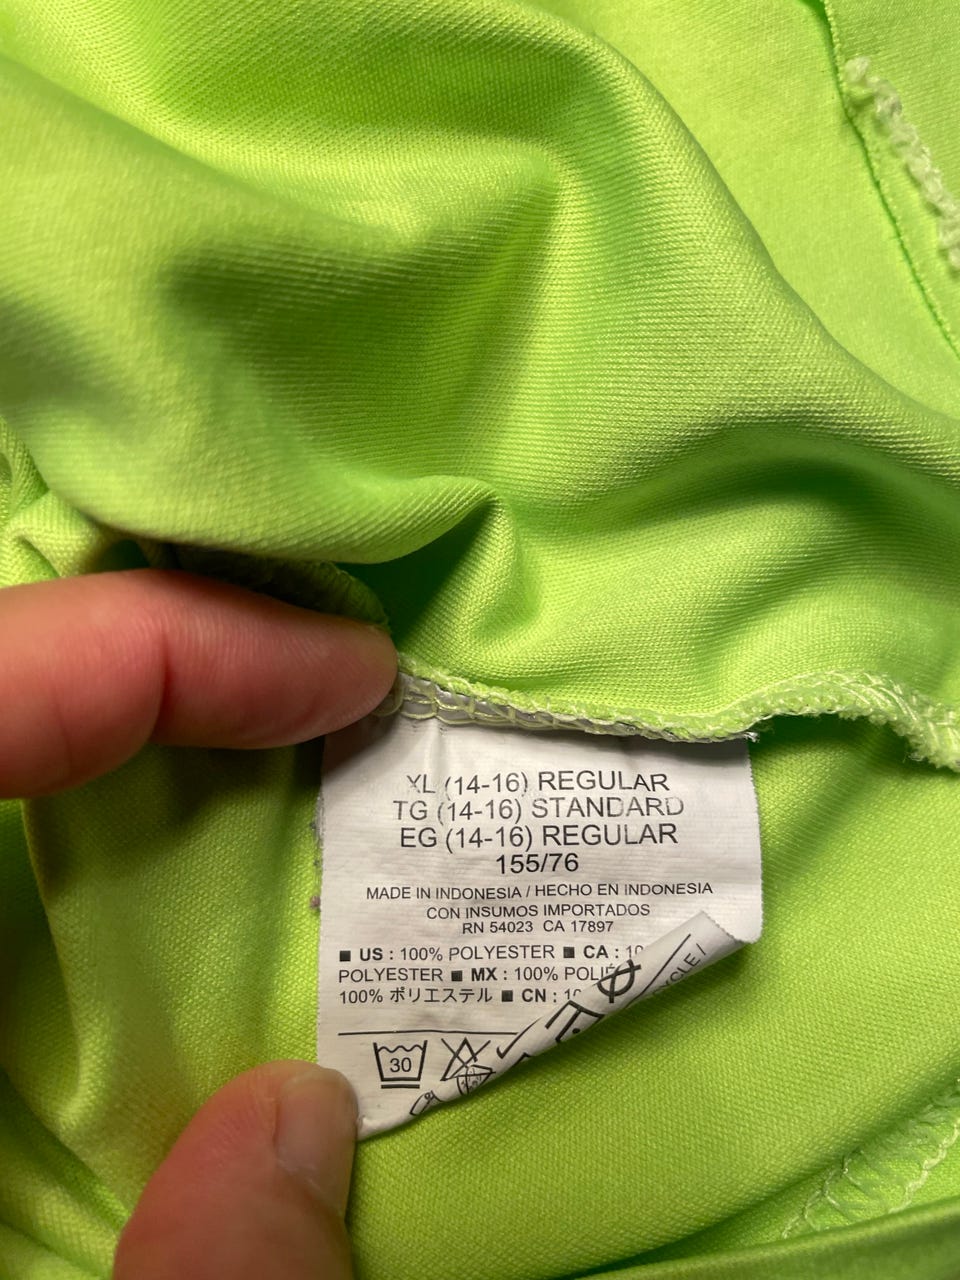 XL (14-16) REGULAR
TG (14-16) STANDARD
EG (14-16) REGULAR
155/76
MADE IN INDONESIA / HECHO EN INDONESIA
CON INSUMOS IMPORTADOS
RN 54023 CA 17897
■ US : 100% POLYESTER ■ CA :
POLYESTER ■ MX : 100%
100% ポリエステル ■ CN :
30